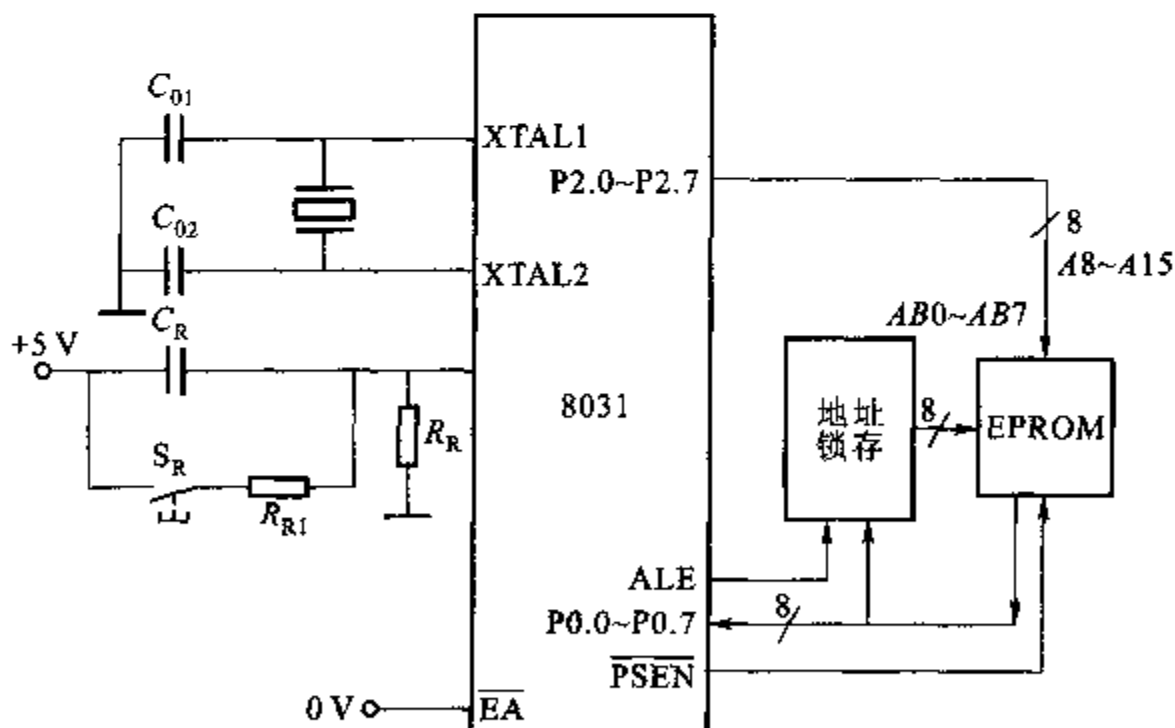 C01
XTAL1
P2.0~P2.7
8
A8~A15
C02
XTAL2
AB0~AB7
CR
+5 V
8031
地址
锁存
8
EPROM
RR
SR
RR1
ALE
P0.0~P0.7
8
PSEN
0 V
EA